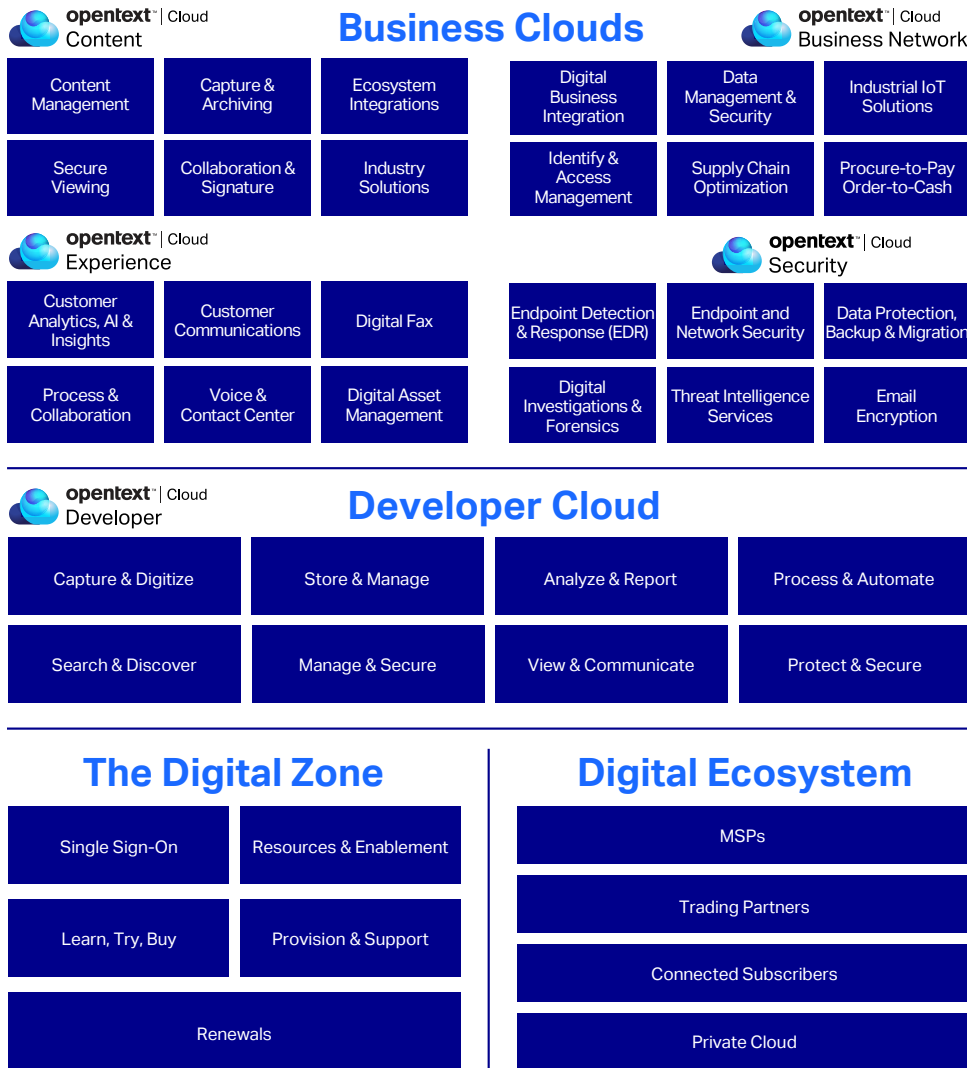 Business Clouds
opentext™ | Cloud
Content
Content
Management
Capture &
Archiving
Ecosystem
Integrations
Secure
Viewing
Collaboration &
Signature
Industry
Solutions
opentext™ | Cloud
Business Network
Digital
Business
Integration
Data
Management &
Security
Industrial IoT
Solutions
Identify &
Access
Management
Supply Chain
Optimization
Procure-to-Pay
Order-to-Cash
opentext™ | Cloud
Experience
Customer
Analytics, AI &
Insights
Customer
Communications
Digital Fax
Process &
Collaboration
Voice &
Contact Center
Digital Asset
Management
opentext™ | Cloud
Security
Endpoint Detection
& Response (EDR)
Endpoint and
Network Security
Data Protection,
Backup & Migration
Digital
Investigations &
Forensics
Threat Intelligence
Services
Email
Encryption
opentext™ | Cloud
Developer
Developer Cloud
Capture & Digitize
Store & Manage
Analyze & Report
Process & Automate
Search & Discover
Manage & Secure
View & Communicate
Protect & Secure
The Digital Zone
Single Sign-On
Resources & Enablement
Learn, Try, Buy
Provision & Support
Renewals
Digital Ecosystem
MSPs
Trading Partners
Connected Subscribers
Private Cloud